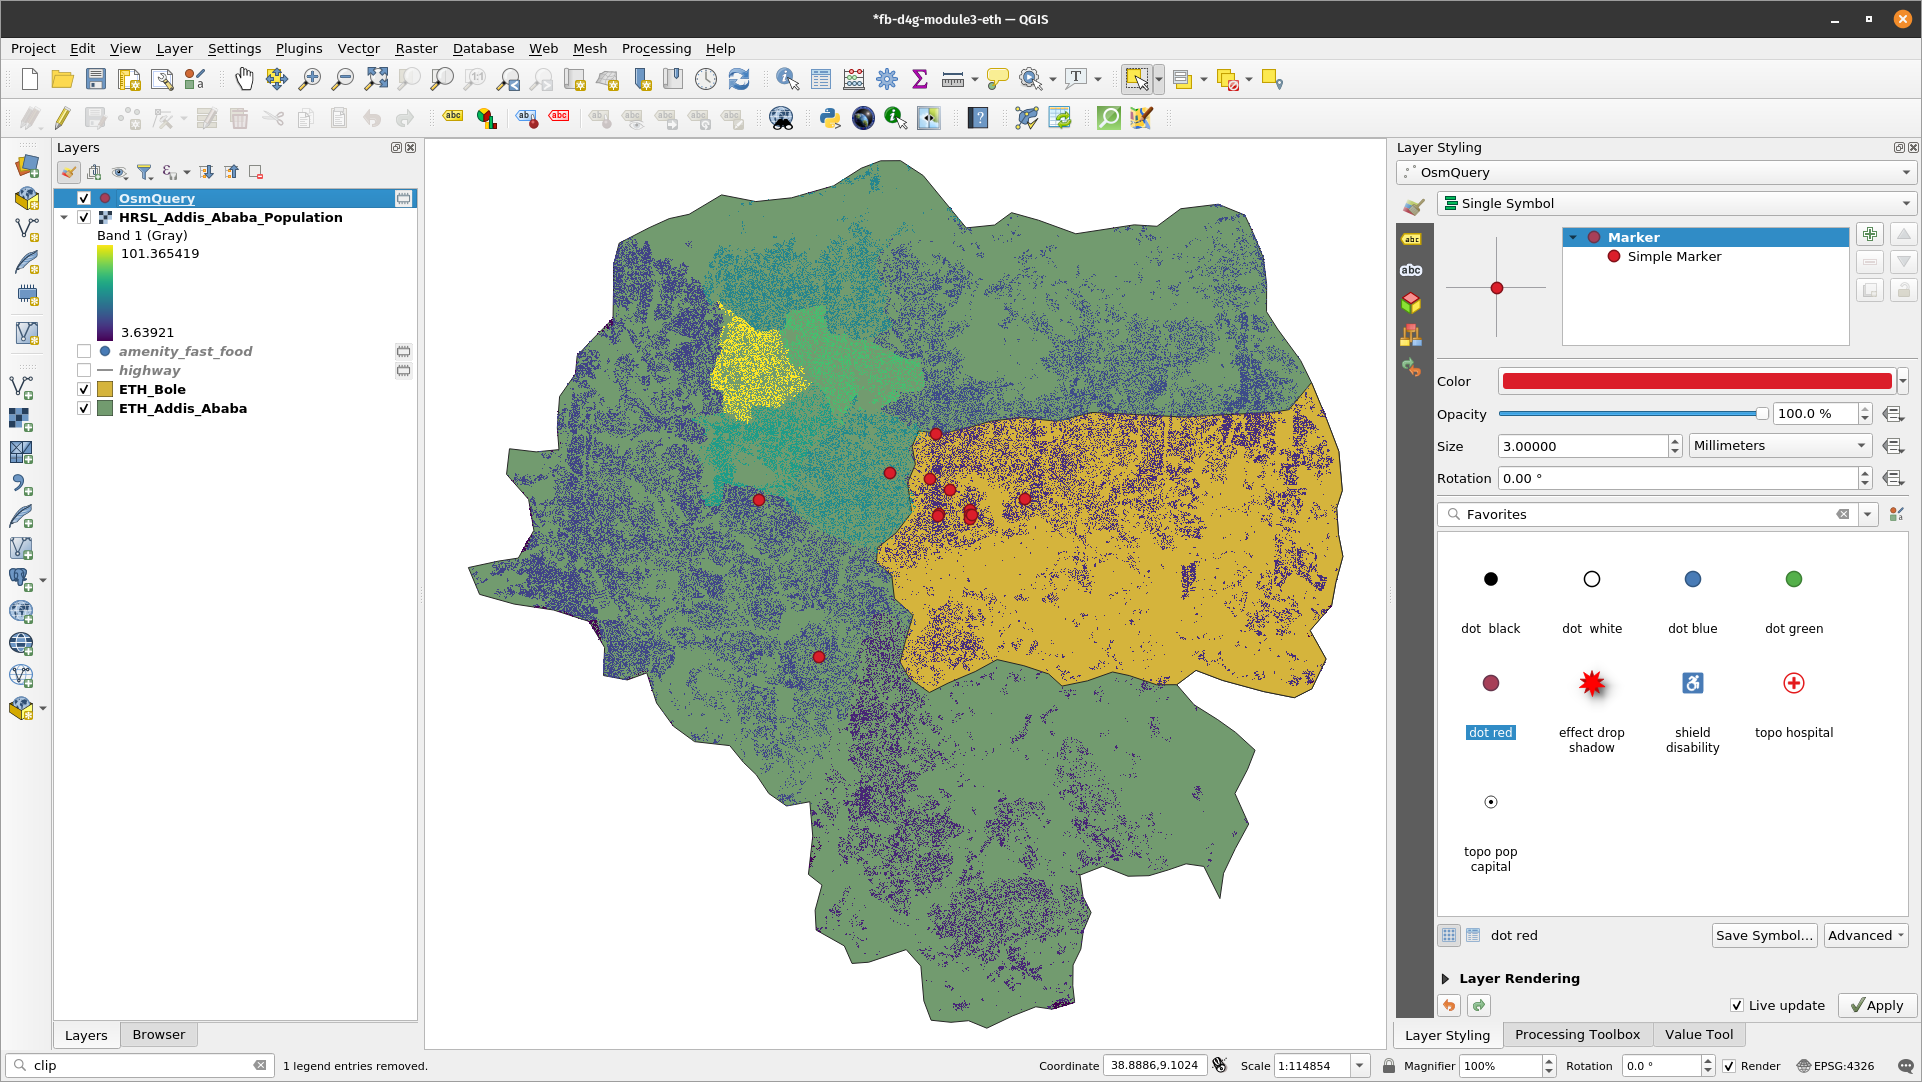 *fb-d4g-module3-eth — QGIS
Project Edit View Layer Settings Plugins Vector Raster Database Web Mesh Processing Help
Layers
OsmQuery
HRSL_Addis_Ababa_Population
Band 1 (Gray)
101.365419
3.63921
amenity_fast_food
highway
ETH_Bole
ETH_Addis_Ababa
Layers Browser
Layer Styling
OsmQuery
Single Symbol
Marker
Simple Marker
Color
Opacity 100.0 %
Size 3.00000 Millimeters
Rotation 0.00 °
Favorites
dot black
dot white
dot blue
dot green
dot red
effect drop
shadow
shield
disability
topo hospital
topo pop
capital
dot red Save Symbol... Advanced
Layer Rendering
Live update Apply
Layer Styling Processing Toolbox Value Tool
clip 1 legend entries removed. Coordinate 38.8886,9.1024 Scale 1:114854 Magnifier 100% Rotation 0.0 ° Render EPSG:4326